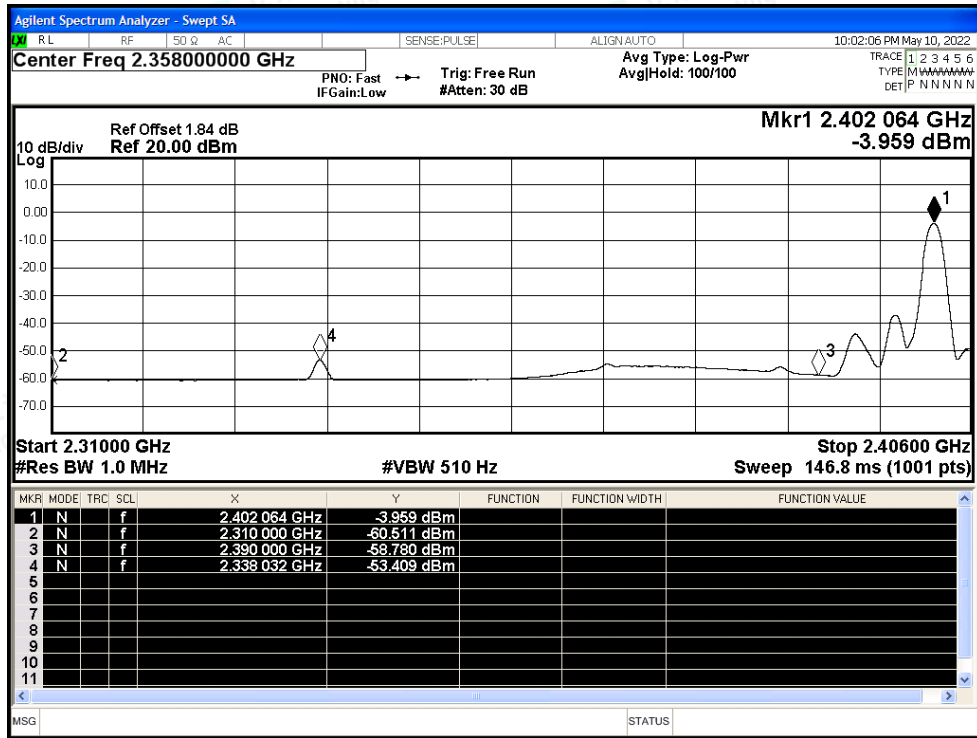 Agilent Spectrum Analyzer - Swept SA
LXI RL RF 50 Ω AC SENSE:PULSE ALIGN AUTO 10:02:06 PM May 10, 2022
Center Freq 2.358000000 GHz
PNO: Fast
IFGain:Low
Trig: Free Run
#Atten: 30 dB
Avg Type: Log-Pwr
Avg|Hold: 100/100
TRACE 1 2 3 4 5 6
TYPE M
DET P N N N N N
Ref Offset 1.84 dB
10 dB/div Ref 20.00 dBm
Log
Mkr1 2.402 064 GHz
-3.959 dBm
10.0
0.00
-10.0
-20.0
-30.0
-40.0
-50.0
-60.0
-70.0
1
2
4
3
Start 2.31000 GHz Stop 2.40600 GHz
#Res BW 1.0 MHz #VBW 510 Hz Sweep 146.8 ms (1001 pts)
MKR MODE TRC SCL X Y FUNCTION FUNCTION WIDTH FUNCTION VALUE
1 N f 2.402 064 GHz -3.959 dBm
2 N f 2.310 000 GHz -60.511 dBm
3 N f 2.390 000 GHz -58.780 dBm
4 N f 2.338 032 GHz -53.409 dBm
5
6
7
8
9
10
11
MSG STATUS